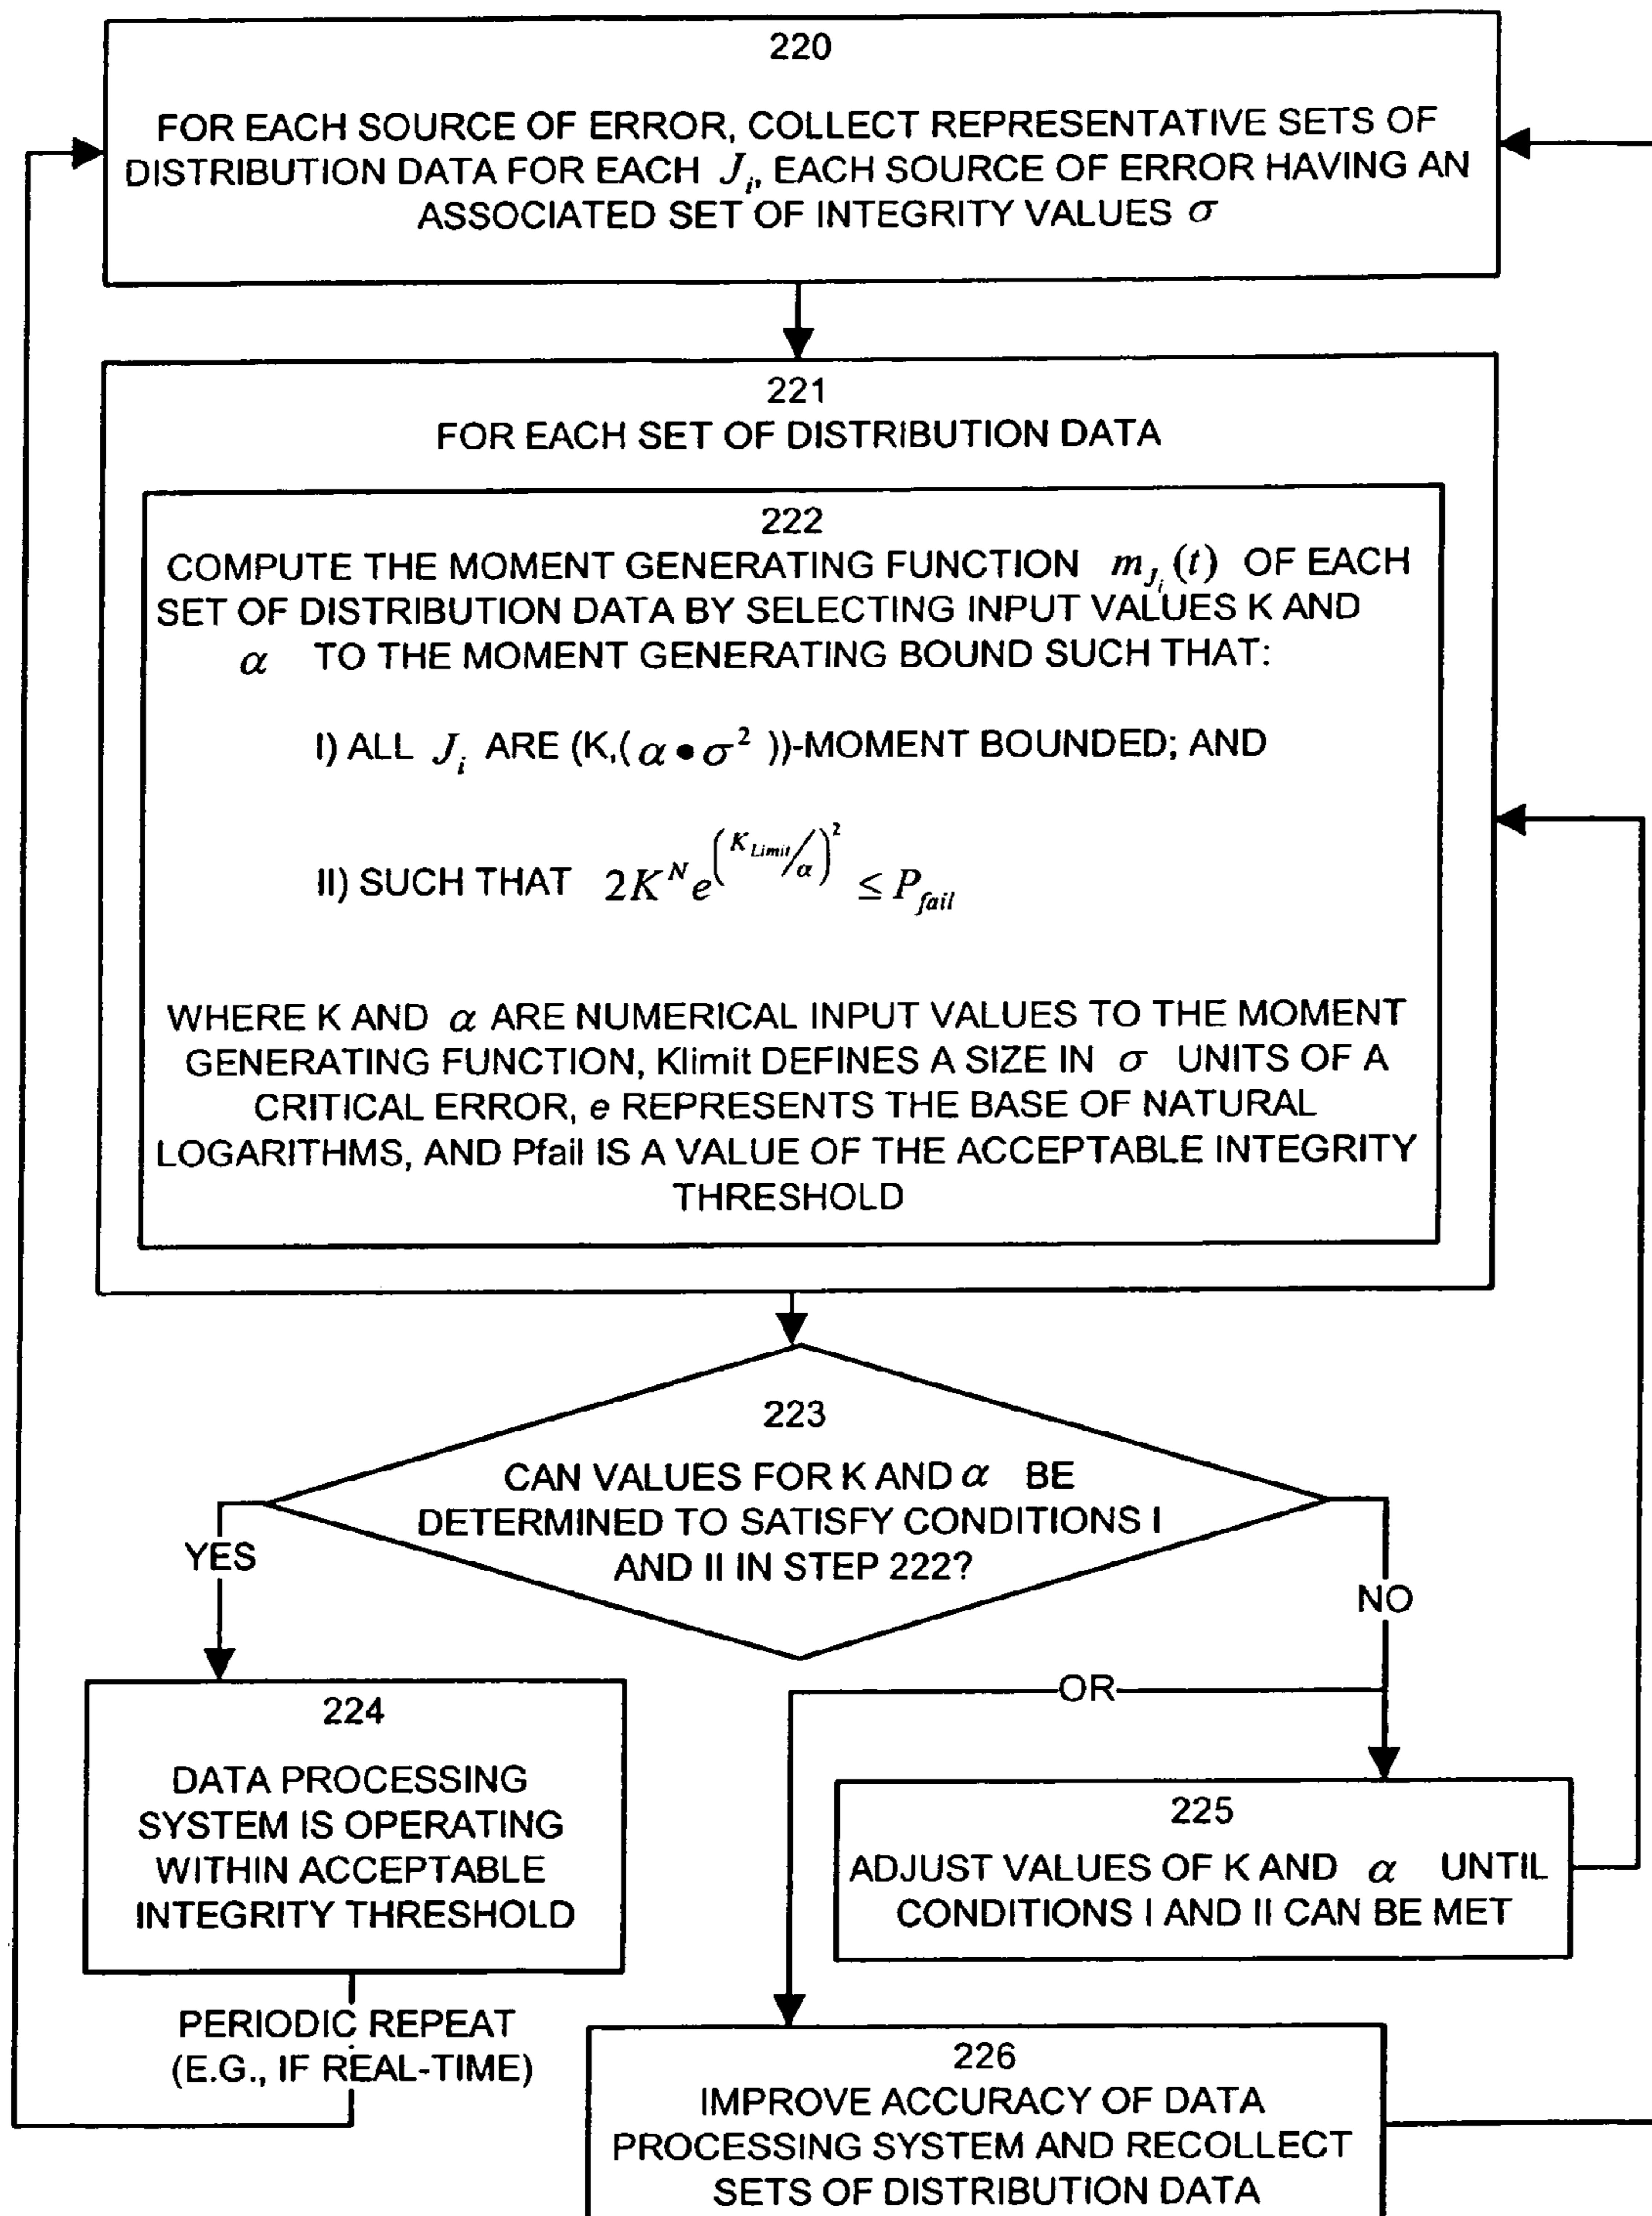 220
FOR EACH SOURCE OF ERROR, COLLECT REPRESENTATIVE SETS OF
DISTRIBUTION DATA FOR EACH J_i, EACH SOURCE OF ERROR HAVING AN
ASSOCIATED SET OF INTEGRITY VALUES σ
221
FOR EACH SET OF DISTRIBUTION DATA
222
COMPUTE THE MOMENT GENERATING FUNCTION m_{J_i}(t) OF EACH
SET OF DISTRIBUTION DATA BY SELECTING INPUT VALUES K AND
α TO THE MOMENT GENERATING BOUND SUCH THAT:
I) ALL J_i ARE (K,(α • σ²))-MOMENT BOUNDED; AND
II) SUCH THAT 2K^N e^{(K_{Limit}/α)^2} ≤ P_{fail}
WHERE K AND α ARE NUMERICAL INPUT VALUES TO THE MOMENT
GENERATING FUNCTION, Klimit DEFINES A SIZE IN σ UNITS OF A
CRITICAL ERROR, e REPRESENTS THE BASE OF NATURAL
LOGARITHMS, AND Pfail IS A VALUE OF THE ACCEPTABLE INTEGRITY
THRESHOLD
223
CAN VALUES FOR K AND α BE
DETERMINED TO SATISFY CONDITIONS I
AND II IN STEP 222?
YES
NO
OR
224
DATA PROCESSING
SYSTEM IS OPERATING
WITHIN ACCEPTABLE
INTEGRITY THRESHOLD
225
ADJUST VALUES OF K AND α UNTIL
CONDITIONS I AND II CAN BE MET
PERIODIC REPEAT
(E.G., IF REAL-TIME)
226
IMPROVE ACCURACY OF DATA
PROCESSING SYSTEM AND RECOLLECT
SETS OF DISTRIBUTION DATA